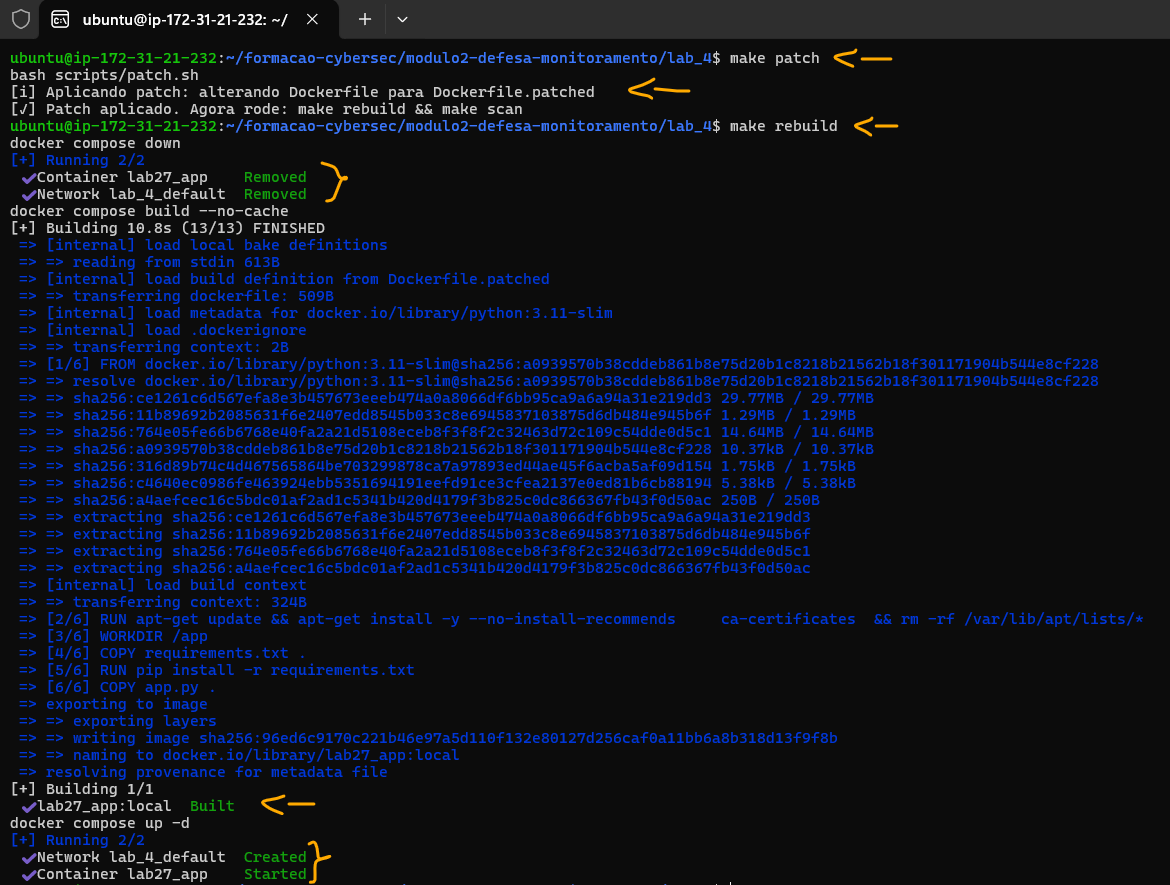 ubuntu@ip-172-31-21-232: ~/
ubuntu@ip-172-31-21-232:~/formacao-cybersec/modulo2-defesa-monitoramento/lab_4$ make patch
bash scripts/patch.sh
[i] Aplicando patch: alterando Dockerfile para Dockerfile.patched
[✓] Patch aplicado. Agora rode: make rebuild && make scan
ubuntu@ip-172-31-21-232:~/formacao-cybersec/modulo2-defesa-monitoramento/lab_4$ make rebuild
docker compose down
[+] Running 2/2
✔Container lab27_app    Removed
✔Network lab_4_default  Removed
docker compose build --no-cache
[+] Building 10.8s (13/13) FINISHED
=> [internal] load local bake definitions
=> => reading from stdin 613B
=> [internal] load build definition from Dockerfile.patched
=> => transferring dockerfile: 509B
=> [internal] load metadata for docker.io/library/python:3.11-slim
=> [internal] load .dockerignore
=> => transferring context: 2B
=> [1/6] FROM docker.io/library/python:3.11-slim@sha256:a0939570b38cddeb861b8e75d20b1c8218b21562b18f301171904b544e8cf228
=> => resolve docker.io/library/python:3.11-slim@sha256:a0939570b38cddeb861b8e75d20b1c8218b21562b18f301171904b544e8cf228
=> => sha256:ce1261c6d567efa8e3b457673eeeb474a0a8066df6bb95ca9a6a94a31e219dd3 29.77MB / 29.77MB
=> => sha256:11b89692b2085631f6e2407edd8545b033c8e6945837103875d6db484e945b6f 1.29MB / 1.29MB
=> => sha256:764e05fe66b6768e40fa2a21d5108eceb8f3f8f2c32463d72c109c54dde0d5c1 14.64MB / 14.64MB
=> => sha256:a0939570b38cddeb861b8e75d20b1c8218b21562b18f301171904b544e8cf228 10.37kB / 10.37kB
=> => sha256:316d89b74c4d467565864be703299878ca7a97893ed44ae45f6acba5af09d154 1.75kB / 1.75kB
=> => sha256:c4640ec0986fe463924ebb5351694191eefd91ce3cfea2137e0ed81b6cb88194 5.38kB / 5.38kB
=> => sha256:a4aefcec16c5bdc01af2ad1c5341b420d4179f3b825c0dc866367fb43f0d50ac 250B / 250B
=> => extracting sha256:ce1261c6d567efa8e3b457673eeeb474a0a8066df6bb95ca9a6a94a31e219dd3
=> => extracting sha256:11b89692b2085631f6e2407edd8545b033c8e6945837103875d6db484e945b6f
=> => extracting sha256:764e05fe66b6768e40fa2a21d5108eceb8f3f8f2c32463d72c109c54dde0d5c1
=> => extracting sha256:a4aefcec16c5bdc01af2ad1c5341b420d4179f3b825c0dc866367fb43f0d50ac
=> [internal] load build context
=> => transferring context: 324B
=> [2/6] RUN apt-get update && apt-get install -y --no-install-recommends     ca-certificates  && rm -rf /var/lib/apt/lists/*
=> [3/6] WORKDIR /app
=> [4/6] COPY requirements.txt .
=> [5/6] RUN pip install -r requirements.txt
=> [6/6] COPY app.py .
=> exporting to image
=> => exporting layers
=> => writing image sha256:96ed6c9170c221b46e97a5d110f132e80127d256caf0a11bb6a8b318d13f9f8b
=> => naming to docker.io/library/lab27_app:local
=> resolving provenance for metadata file
[+] Building 1/1
✔lab27_app:local  Built
docker compose up -d
[+] Running 2/2
✔Network lab_4_default  Created
✔Container lab27_app    Started